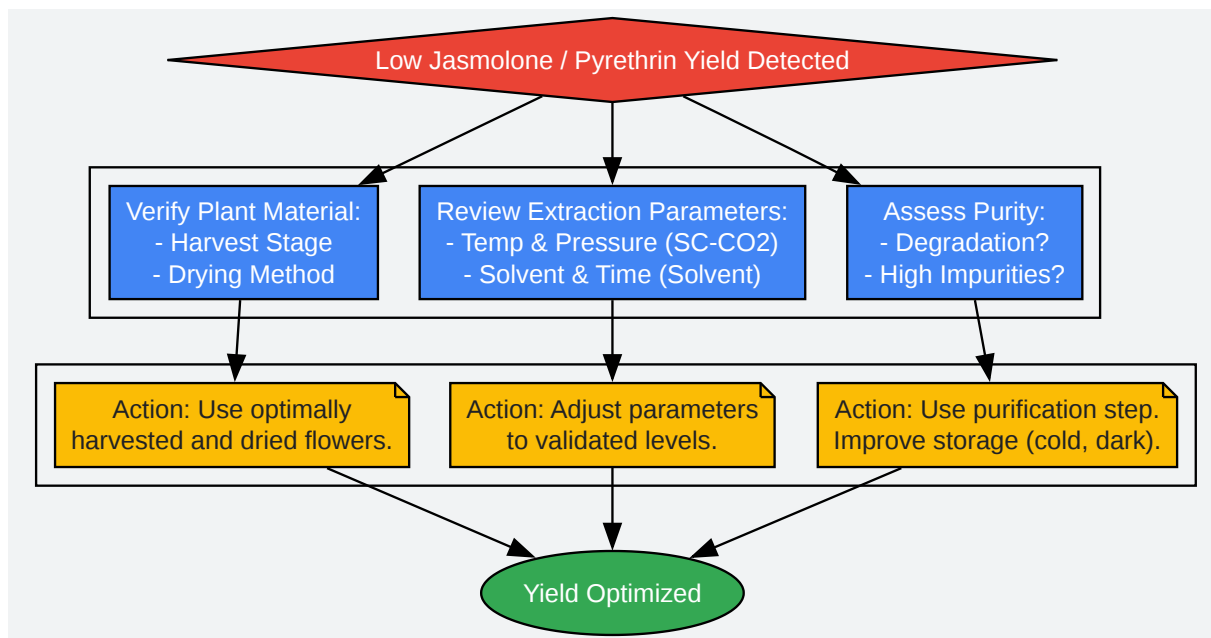 Low Jasmolone / Pyrethrin Yield Detected
Verify Plant Material:
- Harvest Stage
- Drying Method
Review Extraction Parameters:
- Temp & Pressure (SC-CO2)
- Solvent & Time (Solvent)
Assess Purity:
- Degradation?
- High Impurities?
Action: Use optimally
harvested and dried flowers.
Action: Adjust parameters
to validated levels.
Action: Use purification step.
Improve storage (cold, dark).
Yield Optimized